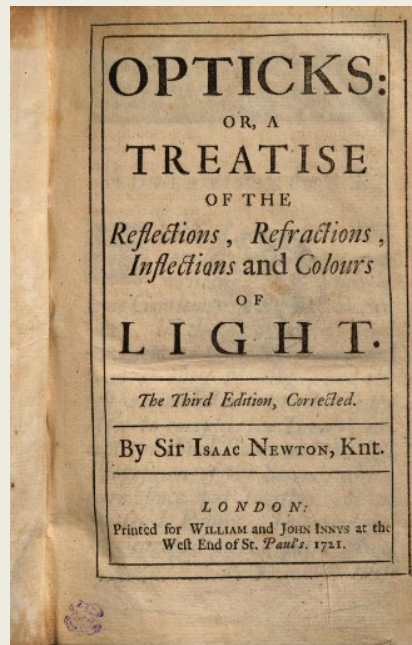 OPTICKS:
OR, A
TREATISE
OF THE
Reflections, Refractions,
Inflections and Colours
OF
LIGHT.
The Third Edition, Corrected.
By Sir ISAAC NEWTON, Knt.
LONDON:
Printed for WILLIAM and JOHN INNYS at the
West End of St. Paul's. 1721.